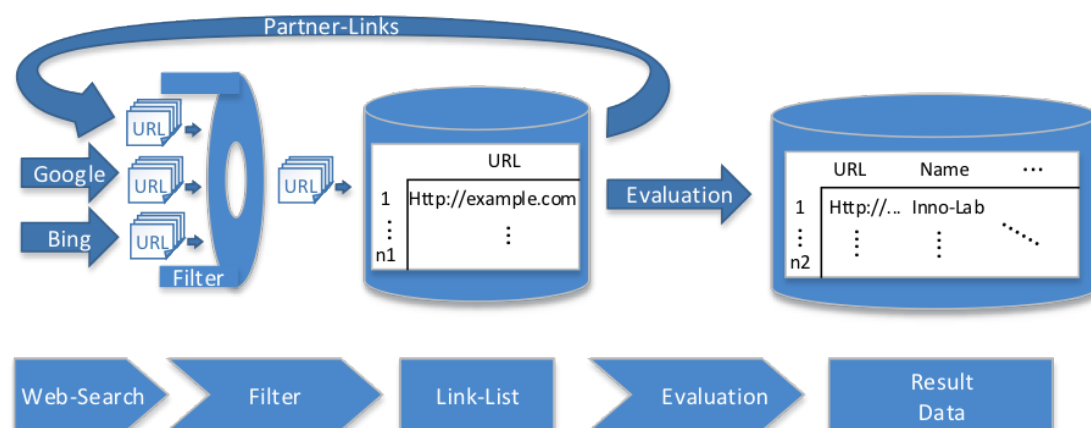 Partner-Links
URL
Google
URL
URL
Bing
URL
Filter
URL
1
Http://example.com
⋮
⋮
n1
Evaluation
URL Name ...
1
Http://... Inno-Lab
⋮
⋮
⋮
n2
Web-Search
Filter
Link-List
Evaluation
Result
Data